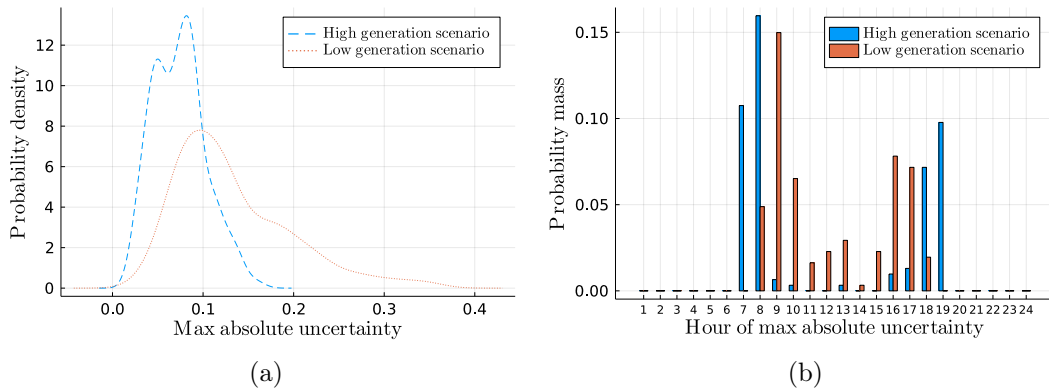 High generation scenario
Low generation scenario
Probability density
12
10
8
6
4
2
0
0.0 0.1 0.2 0.3 0.4
Max absolute uncertainty
(a)
High generation scenario
Low generation scenario
Probability mass
0.15
0.10
0.05
0.00
1 2 3 4 5 6 7 8 9 10 11 12 13 14 15 16 17 18 19 20 21 22 23 24
Hour of max absolute uncertainty
(b)